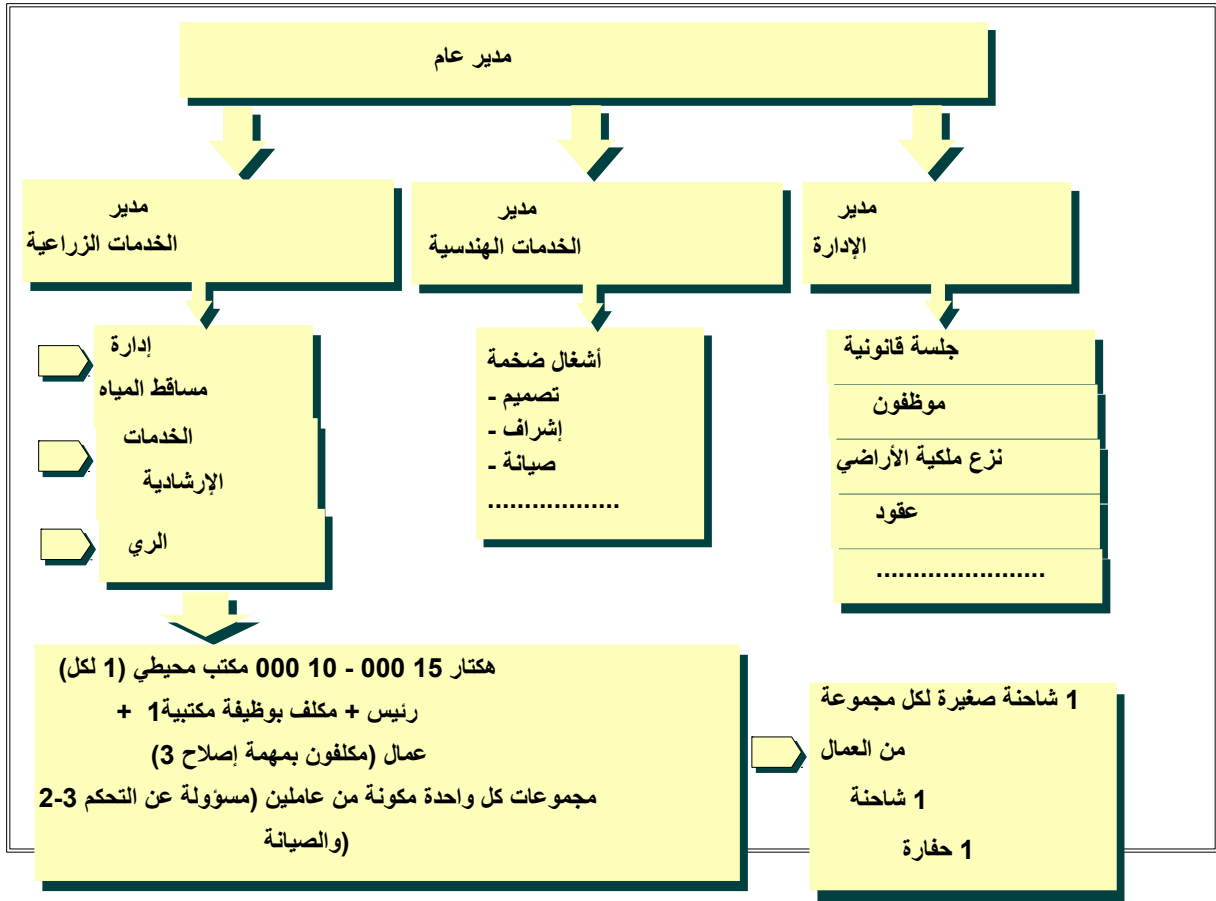 مدير عام
مدير
الإدارة
مدير
الخدمات الهندسية
مدير
الخدمات الزراعية
جلسة قانونية
موظفون
نزع ملكية الأراضي
عقود
.......................
أشغال ضخمة
تصميم -
إشراف -
صيانة -
..................
إدارة
مساقط المياه
الخدمات
الإرشادية
الري
هكتار 15 000 - 10 000 مكتب محيطي (1 لكل)
رئيس + مكلف بوظيفة مكتبية1 +
عمال (مكلفون بمهمة إصلاح 3)
مجموعات كل واحدة مكونة من عاملين (مسؤولة عن التحكم 3-2
والصيانة)
1 شاحنة صغيرة لكل مجموعة
من العمال
1 شاحنة
1 حفارة